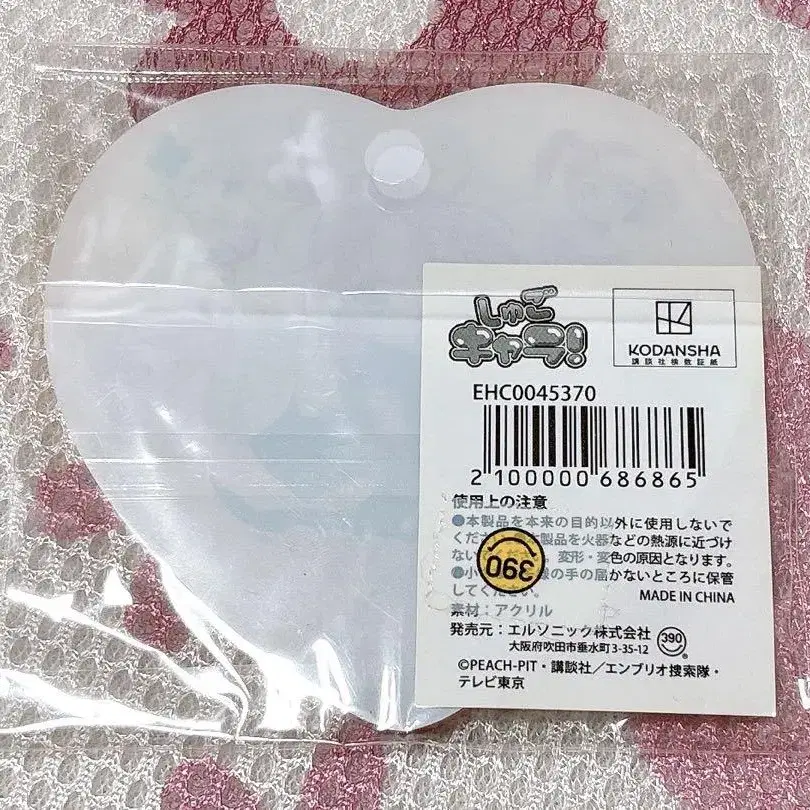 しゅご
キャラ!
KODANSHA
講談社検数証紙
EHC0045370
2 100000 686865
使用上の注意
●本製品を本来の目的以外に使用しないで
くだ 製品を火器などの熱源に近づけ
ない 変形・変色の原因となります。
●小 の手の届かないところに保管
してください。
390
MADE IN CHINA
素材：アクリル
発売元：エルソニック株式会社 390
大阪府吹田市垂水町3-35-12
©PEACH-PIT・講談社／エンブリオ捜索隊・
テレビ東京